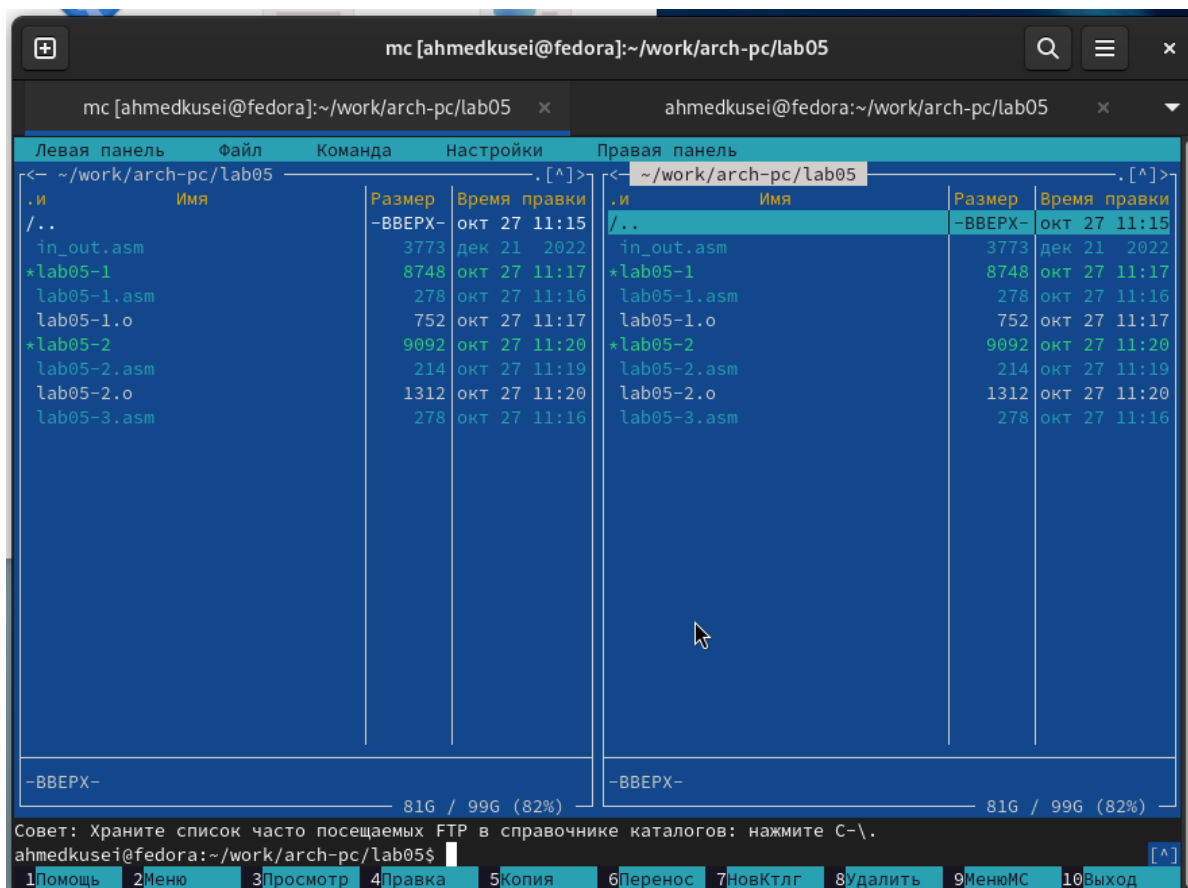 mc [ahmedkusei@fedora]:~/work/arch-pc/lab05
mc [ahmedkusei@fedora]:~/work/arch-pc/lab05 × ahmedkusei@fedora:~/work/arch-pc/lab05 ×
Левая панель Файл Команда Настройки Правая панель
<— ~/work/arch-pc/lab05 .[^]> <— ~/work/arch-pc/lab05 .[^]>
.и Имя Размер Время правки .и Имя Размер Время правки
/.. -ВВЕРХ- окт 27 11:15 /.. -ВВЕРХ- окт 27 11:15
in_out.asm 3773 дек 21 2022 in_out.asm 3773 дек 21 2022
*lab05-1 8748 окт 27 11:17 *lab05-1 8748 окт 27 11:17
lab05-1.asm 278 окт 27 11:16 lab05-1.asm 278 окт 27 11:16
lab05-1.o 752 окт 27 11:17 lab05-1.o 752 окт 27 11:17
*lab05-2 9092 окт 27 11:20 *lab05-2 9092 окт 27 11:20
lab05-2.asm 214 окт 27 11:19 lab05-2.asm 214 окт 27 11:19
lab05-2.o 1312 окт 27 11:20 lab05-2.o 1312 окт 27 11:20
lab05-3.asm 278 окт 27 11:16 lab05-3.asm 278 окт 27 11:16
-ВВЕРХ- -ВВЕРХ-
81G / 99G (82%) 81G / 99G (82%)
Совет: Храните список часто посещаемых FTP в справочнике каталогов: нажмите C-\.
ahmedkusei@fedora:~/work/arch-pc/lab05$ [^]
1Помощь 2Меню 3Просмотр 4Правка 5Копия 6Перенос 7НовКтлг 8Удалить 9МенюMC 10Выход